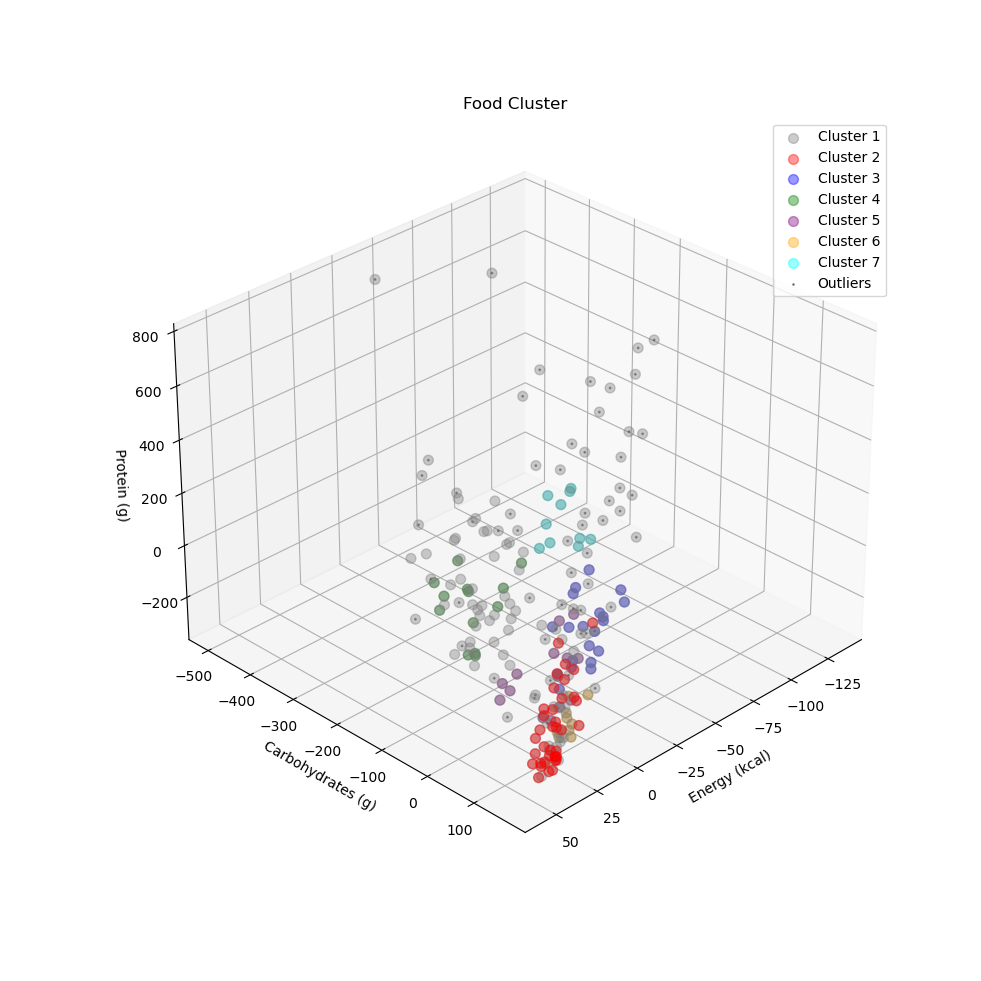 Food Cluster
Cluster 1
Cluster 2
Cluster 3
Cluster 4
Cluster 5
Cluster 6
Cluster 7
Outliers
800
600
400
200
0
−200
Protein (g)
−500
−400
−300
−200
−100
0
100
Carbohydrates (g)
50
25
0
−25
−50
−75
−100
−125
Energy (kcal)